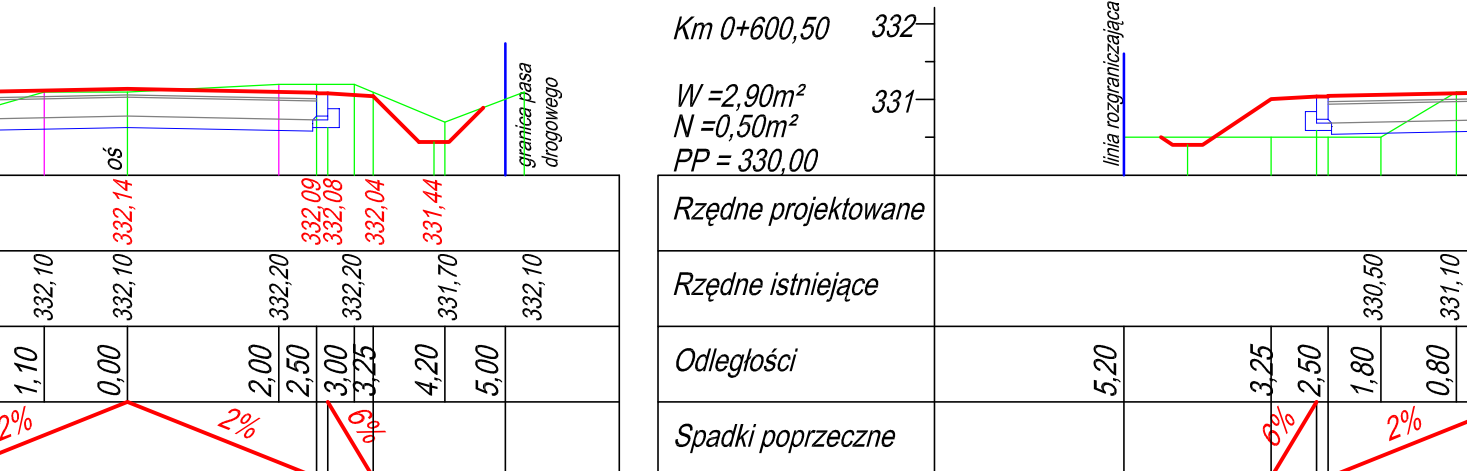 granica pasa
drogowego
oś
332,14
332,09
332,08
332,04
331,44
332,10
332,10
332,20
332,20
331,70
332,10
1,10
0,00
2,00
2,50
3,00
3,25
4,20
5,00
2%
2%
6%
Km 0+600,50
332
W =2,90m²
331
N =0,50m²
PP = 330,00
linia rozgraniczająca
Rzędne projektowane
Rzędne istniejące
330,50
331,10
Odległości
5,20
3,25
2,50
1,80
0,80
Spadki poprzeczne
6%
2%